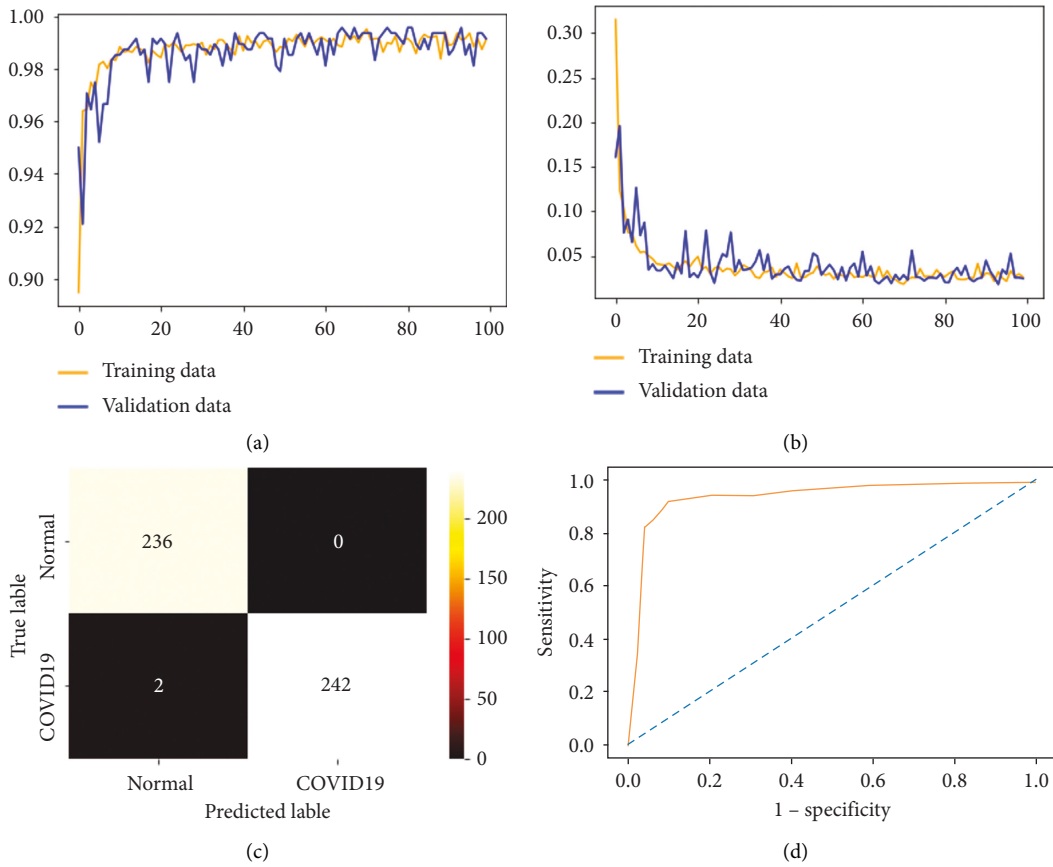 1.00
0.98
0.96
0.94
0.92
0.90
0 20 40 60 80 100
Training data
Validation data
(a)
0.30
0.25
0.20
0.15
0.10
0.05
0 20 40 60 80 100
Training data
Validation data
(b)
True lable
Normal
COVID19
236 0
2 242
Normal COVID19
Predicted lable
200
150
100
50
0
(c)
Sensitivity
1.0
0.8
0.6
0.4
0.2
0.0
0.0 0.2 0.4 0.6 0.8 1.0
1 – specificity
(d)